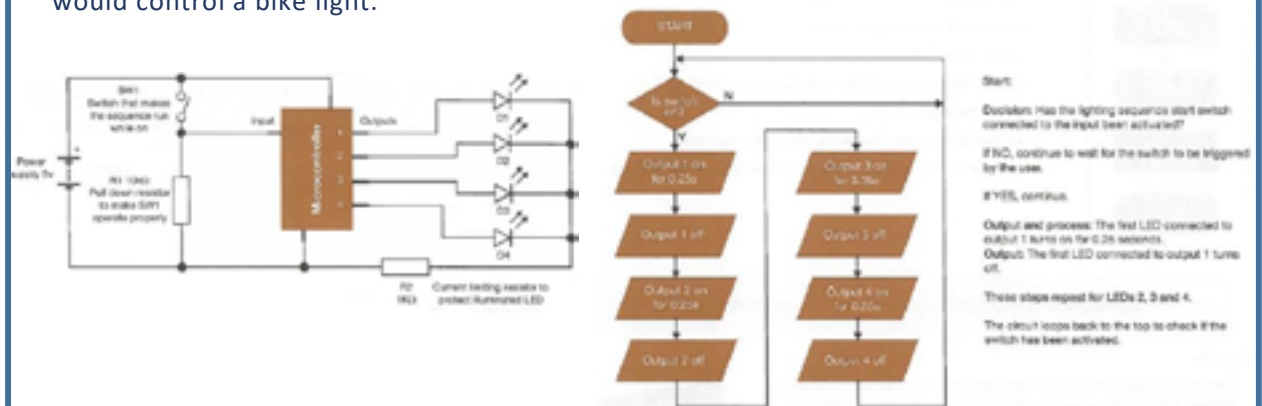 would control a bike light.
SW1
Switch that makes
the sequence run
while on
Input
Outputs
Microcontroller
D1
D2
D3
D4
Power
supply
R1 10kΩ
Pull down resistor
to make SW1
operate properly
R2
Current limiting resistor to
protect illuminated LED
START
Is switch
on?
N
Y
Output 1 on
for 0.25s
Output 1 off
Output 2 on
for 0.25s
Output 2 off
Output 3 on
for
Output 3 off
Output 4 on
for 0.25s
Output 4 off
Start:
Decision: Has the lighting sequence start switch
connected to the input been activated?
If NO, continue to wait for the switch to be triggered
by the user.
If YES, continue.
Output and process: The first LED connected to
output 1 turns on for 0.25 seconds.
Output: The first LED connected to output 1 turns
off.
These steps repeat for LEDs 2, 3 and 4.
The circuit loops back to the top to check if the
switch has been activated.